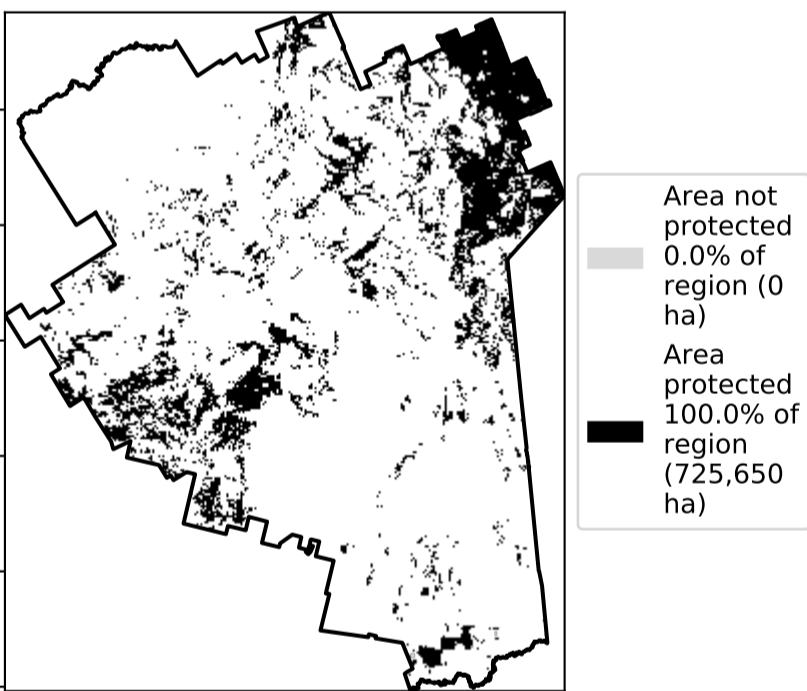 Area not
protected
0.0% of
region (0
ha)
Area
protected
100.0% of
region
(725,650
ha)